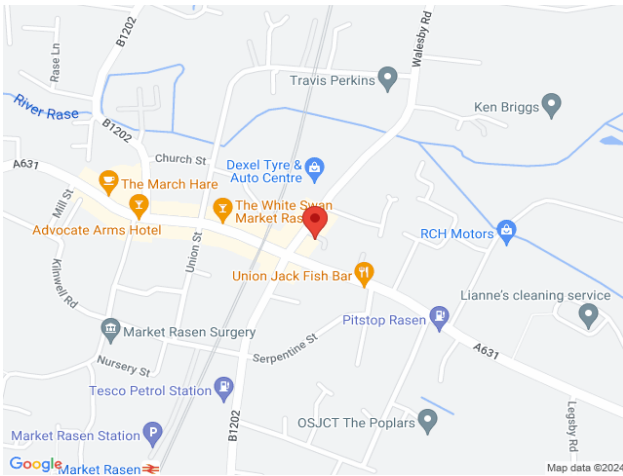 B1202
Rase Ln
Walesby Rd
Travis Perkins
Ken Briggs
River Rase
B1202
A631
Church St
Dexel Tyre &
Auto Centre
The March Hare
Mill St
The White Swan
Market Ras
Advocate Arms Hotel
Union St
RCH Motors
Kilnwell Rd
Union Jack Fish Bar
Lianne's cleaning service
Pitstop Rasen
Market Rasen Surgery
A631
Serpentine St
Nursery St
Tesco Petrol Station
B1202
OSJCT The Poplars
Legsby Rd
Market Rasen Station
P
Google
Market Rasen
Map data ©2024